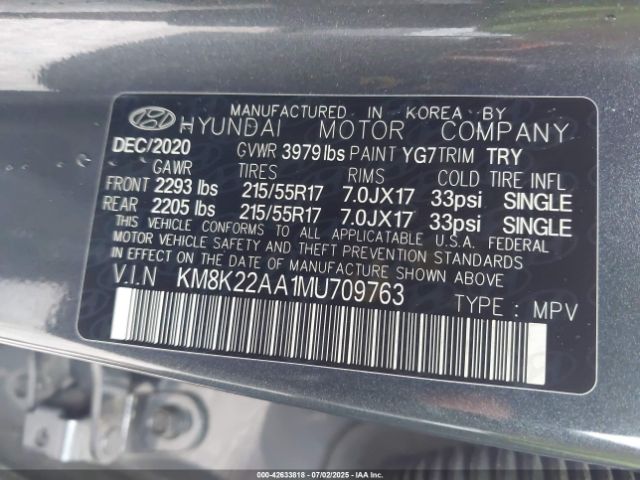 MANUFACTURED IN KOREA BY
HYUNDAI MOTOR COMPANY
DEC/2020 GVWR 3979 lbs PAINT YG7 TRIM TRY
GAWR TIRES RIMS COLD TIRE INFL
FRONT 2293 lbs 215/55R17 7.0JX17 33psi SINGLE
REAR 2205 lbs 215/55R17 7.0JX17 33psi SINGLE
THIS VEHICLE CONFORMS TO ALL APPLICABLE U.S.A. FEDERAL
MOTOR VEHICLE SAFETY AND THEFT PREVENTION STANDARDS
IN EFFECT ON THE DATE OF MANUFACTURE SHOWN ABOVE.
V.I.N KM8K22AA1MU709763 TYPE : MPV
000-42633818 - 07/02/2025 - IAAI.COM